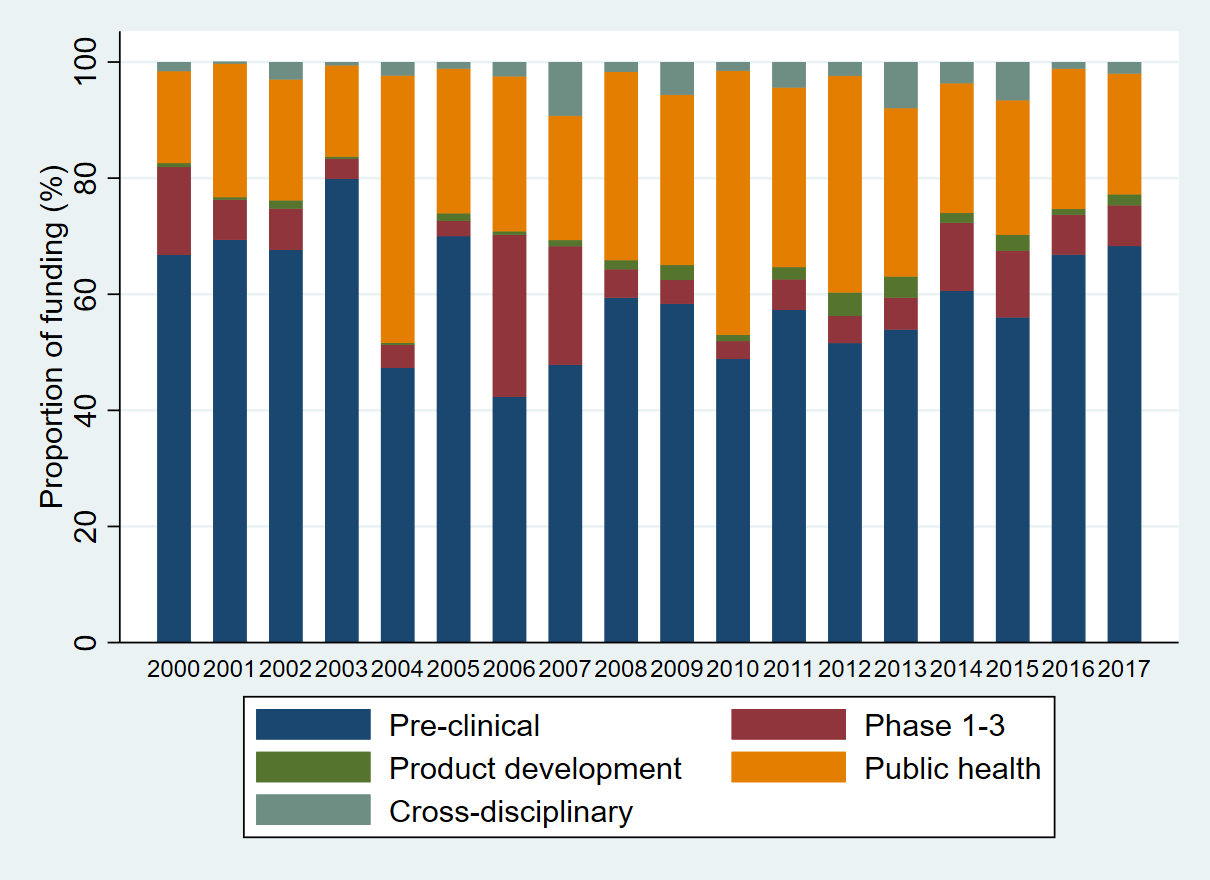 Proportion of funding (%)
100
80
60
40
20
0
2000 2001 2002 2003 2004 2005 2006 2007 2008 2009 2010 2011 2012 2013 2014 2015 2016 2017
Pre-clinical Phase 1-3
Product development Public health
Cross-disciplinary